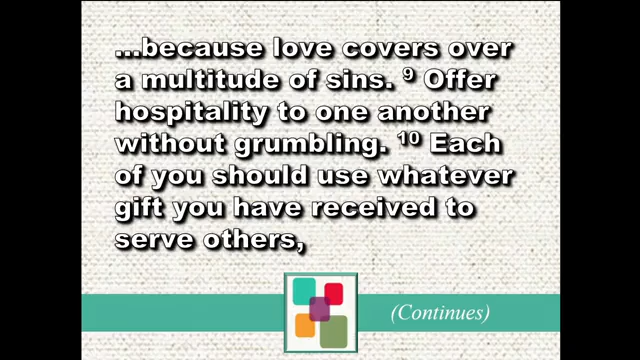 ...because love covers over
a multitude of sins. ⁹ Offer
hospitality to one another
without grumbling. ¹⁰ Each
of you should use whatever
gift you have received to
serve others,
(Continues)